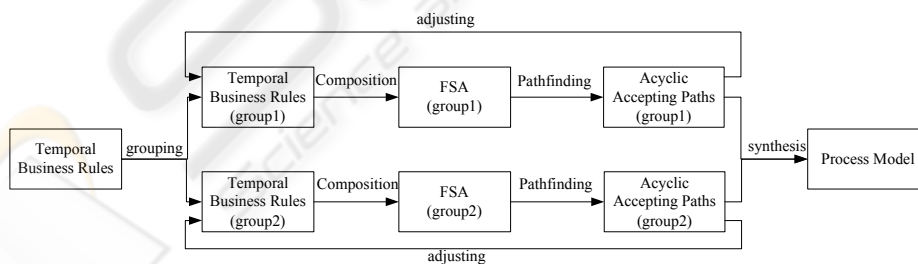 adjusting
Temporal
Business Rules
(group1)
Composition
FSA
(group1)
Pathfinding
Acyclic
Accepting Paths
(group1)
Temporal
Business Rules
grouping
synthesis
Process Model
Temporal
Business Rules
(group2)
Composition
FSA
(group2)
Pathfinding
Acyclic
Accepting Paths
(group2)
adjusting
Science a